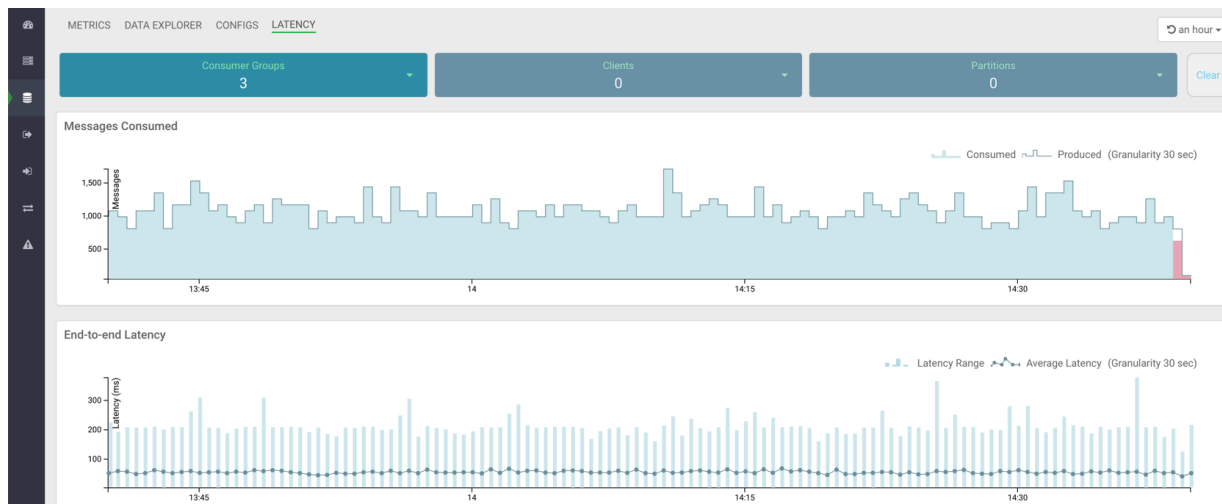 METRICS DATA EXPLORER CONFIGS LATENCY
an hour
Consumer Groups
3
Clients
0
Partitions
0
Clear
Messages Consumed
Consumed Produced (Granularity 30 sec)
Messages
1,500
1,000
500
13:45 14 14:15 14:30
End-to-end Latency
Latency Range Average Latency (Granularity 30 sec)
Latency (ms)
300
200
100
13:45 14 14:15 14:30